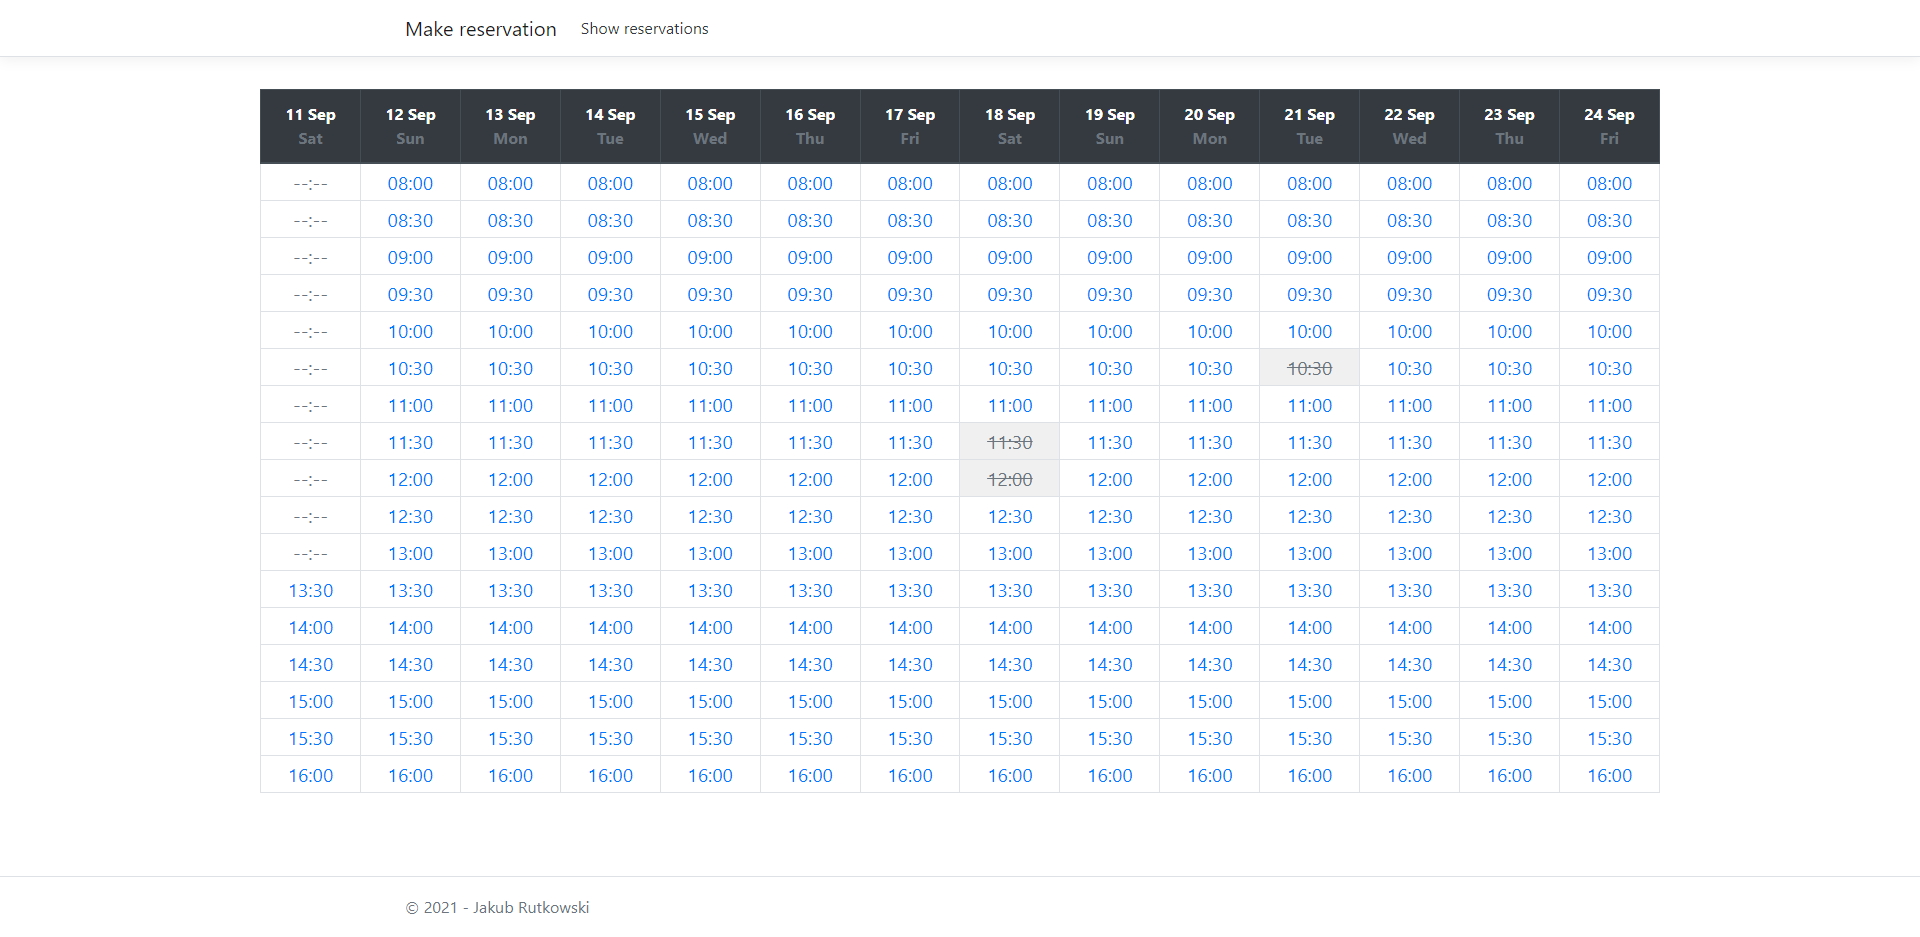 Make reservation Show reservations
11 Sep 12 Sep 13 Sep 14 Sep 15 Sep 16 Sep 17 Sep 18 Sep 19 Sep 20 Sep 21 Sep 22 Sep 23 Sep 24 Sep
Sat Sun Mon Tue Wed Thu Fri Sat Sun Mon Tue Wed Thu Fri
--:-- 08:00 08:00 08:00 08:00 08:00 08:00 08:00 08:00 08:00 08:00 08:00 08:00 08:00
--:-- 08:30 08:30 08:30 08:30 08:30 08:30 08:30 08:30 08:30 08:30 08:30 08:30 08:30
--:-- 09:00 09:00 09:00 09:00 09:00 09:00 09:00 09:00 09:00 09:00 09:00 09:00 09:00
--:-- 09:30 09:30 09:30 09:30 09:30 09:30 09:30 09:30 09:30 09:30 09:30 09:30 09:30
--:-- 10:00 10:00 10:00 10:00 10:00 10:00 10:00 10:00 10:00 10:00 10:00 10:00 10:00
--:-- 10:30 10:30 10:30 10:30 10:30 10:30 10:30 10:30 10:30 10:30 10:30 10:30 10:30
--:-- 11:00 11:00 11:00 11:00 11:00 11:00 11:00 11:00 11:00 11:00 11:00 11:00 11:00
--:-- 11:30 11:30 11:30 11:30 11:30 11:30 11:30 11:30 11:30 11:30 11:30 11:30 11:30
--:-- 12:00 12:00 12:00 12:00 12:00 12:00 12:00 12:00 12:00 12:00 12:00 12:00 12:00
--:-- 12:30 12:30 12:30 12:30 12:30 12:30 12:30 12:30 12:30 12:30 12:30 12:30 12:30
--:-- 13:00 13:00 13:00 13:00 13:00 13:00 13:00 13:00 13:00 13:00 13:00 13:00 13:00
13:30 13:30 13:30 13:30 13:30 13:30 13:30 13:30 13:30 13:30 13:30 13:30 13:30 13:30
14:00 14:00 14:00 14:00 14:00 14:00 14:00 14:00 14:00 14:00 14:00 14:00 14:00 14:00
14:30 14:30 14:30 14:30 14:30 14:30 14:30 14:30 14:30 14:30 14:30 14:30 14:30 14:30
15:00 15:00 15:00 15:00 15:00 15:00 15:00 15:00 15:00 15:00 15:00 15:00 15:00 15:00
15:30 15:30 15:30 15:30 15:30 15:30 15:30 15:30 15:30 15:30 15:30 15:30 15:30 15:30
16:00 16:00 16:00 16:00 16:00 16:00 16:00 16:00 16:00 16:00 16:00 16:00 16:00 16:00
© 2021 - Jakub Rutkowski